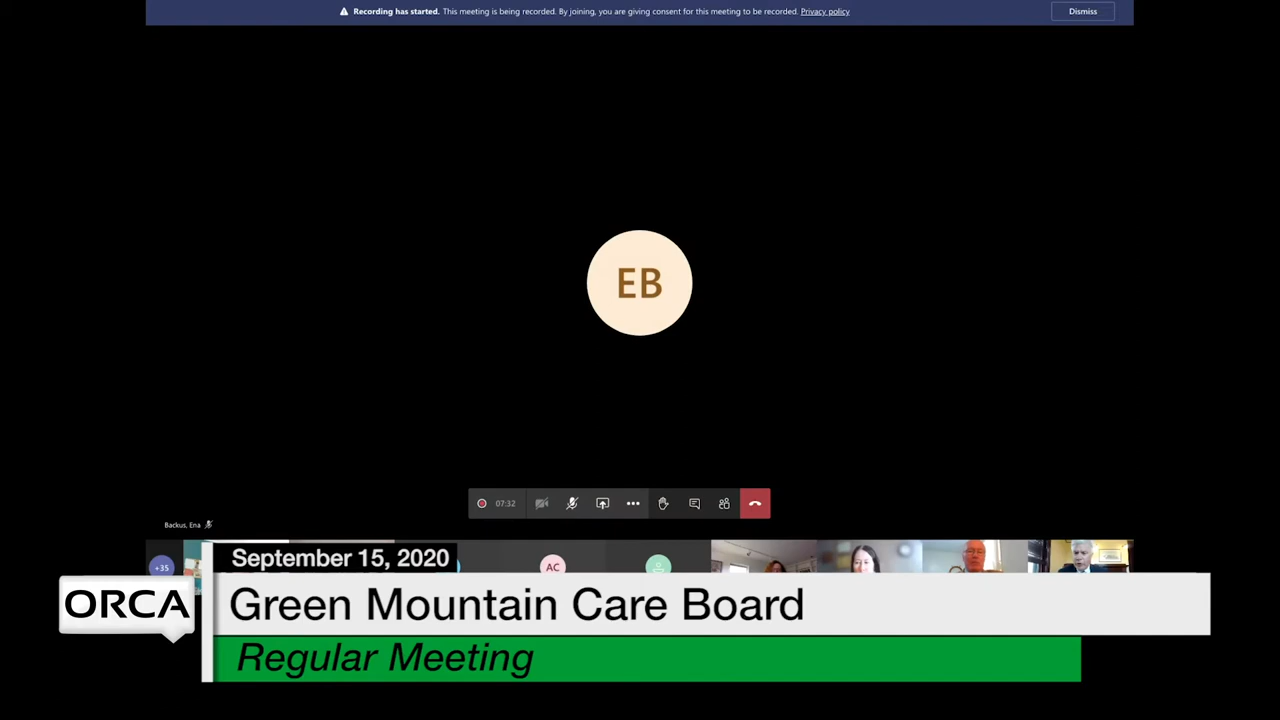 Recording has started. This meeting is being recorded. By joining, you are giving consent for this meeting to be recorded. Privacy policy
Dismiss
EB
07:32
Backus, Ena
+35
AC
September 15, 2020
ORCA
Green Mountain Care Board
Regular Meeting